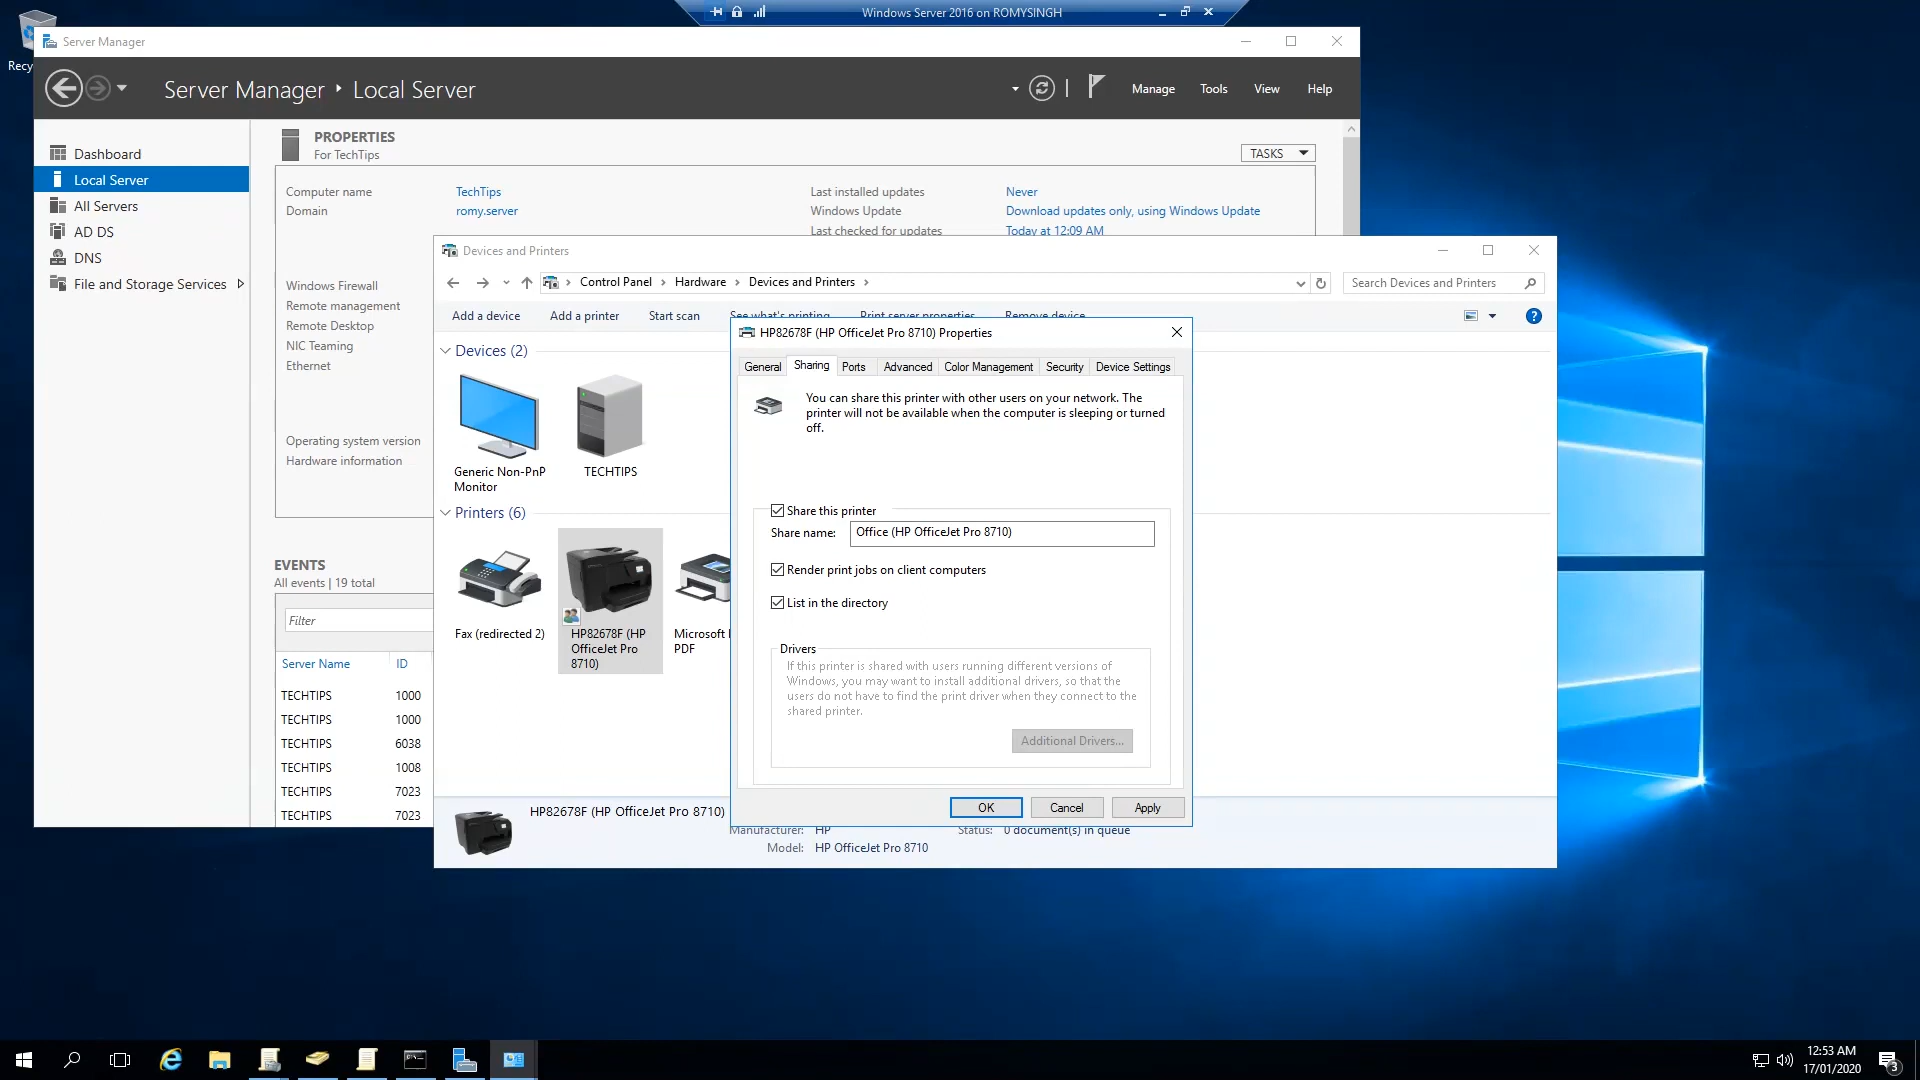 Windows Server 2016 on ROMYSINGH
Server Manager
Server Manager
Local Server
Manage
Tools
View
Help
Dashboard
Local Server
All Servers
AD DS
DNS
File and Storage Services
PROPERTIES
For TechTips
TASKS
Computer name
TechTips
Domain
romy.server
Last installed updates
Never
Windows Update
Download updates only, using Windows Update
Last checked for updates
Today at 12:09 AM
Windows Firewall
Remote management
Remote Desktop
NIC Teaming
Ethernet
Operating system version
Hardware information
EVENTS
All events | 19 total
Filter
Server Name
ID
TECHTIPS
1000
TECHTIPS
1000
TECHTIPS
6038
TECHTIPS
1008
TECHTIPS
7023
TECHTIPS
7023
Devices and Printers
Control Panel
Hardware
Devices and Printers
Search Devices and Printers
Add a device
Add a printer
Start scan
See what's printing
Print server properties
Remove device
Devices (2)
Generic Non-PnP
Monitor
TECHTIPS
Printers (6)
Fax (redirected 2)
HP82678F (HP
OfficeJet Pro
8710)
Microsoft
PDF
HP82678F (HP OfficeJet Pro 8710)
Manufacturer:
HP
Status:
0 document(s) in queue
Model:
HP OfficeJet Pro 8710
HP82678F (HP OfficeJet Pro 8710) Properties
General
Sharing
Ports
Advanced
Color Management
Security
Device Settings
You can share this printer with other users on your network. The
printer will not be available when the computer is sleeping or turned
off.
Share this printer
Share name:
Office (HP OfficeJet Pro 8710)
Render print jobs on client computers
List in the directory
Drivers
If this printer is shared with users running different versions of
Windows, you may want to install additional drivers, so that the
users do not have to find the print driver when they connect to the
shared printer.
Additional Drivers...
OK
Cancel
Apply
Recy
12:53 AM
17/01/2020
3